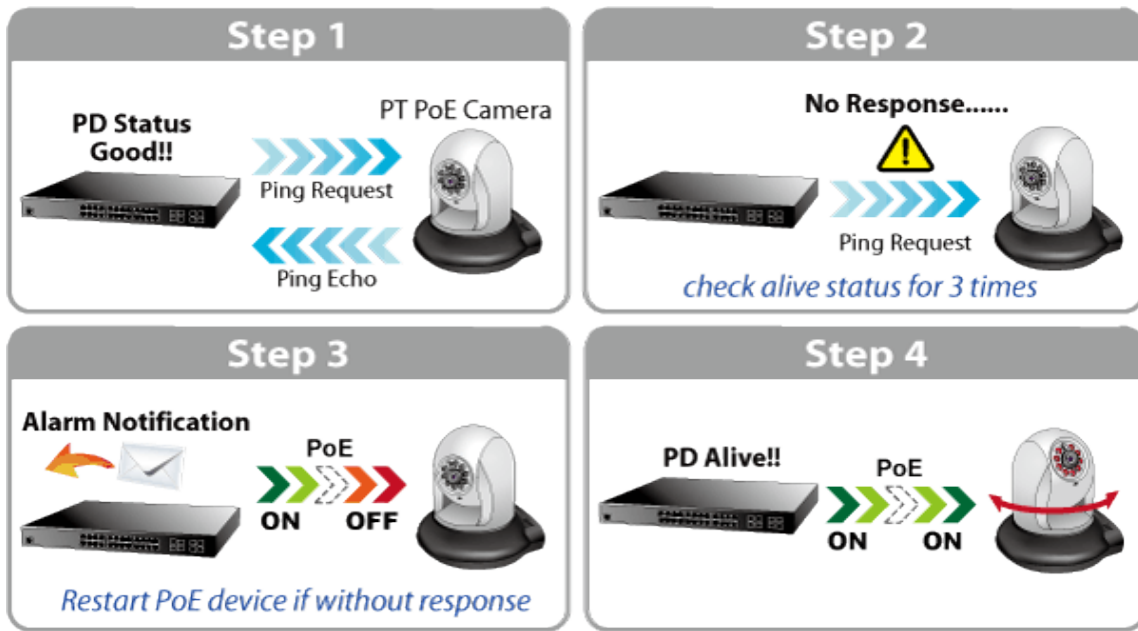 Step 1
PD Status
Good!!
PT PoE Camera
Ping Request
Ping Echo
Step 2
No Response......
Ping Request
check alive status for 3 times
Step 3
Alarm Notification
PoE
ON OFF
Restart PoE device if without response
Step 4
PD Alive!!
PoE
ON ON